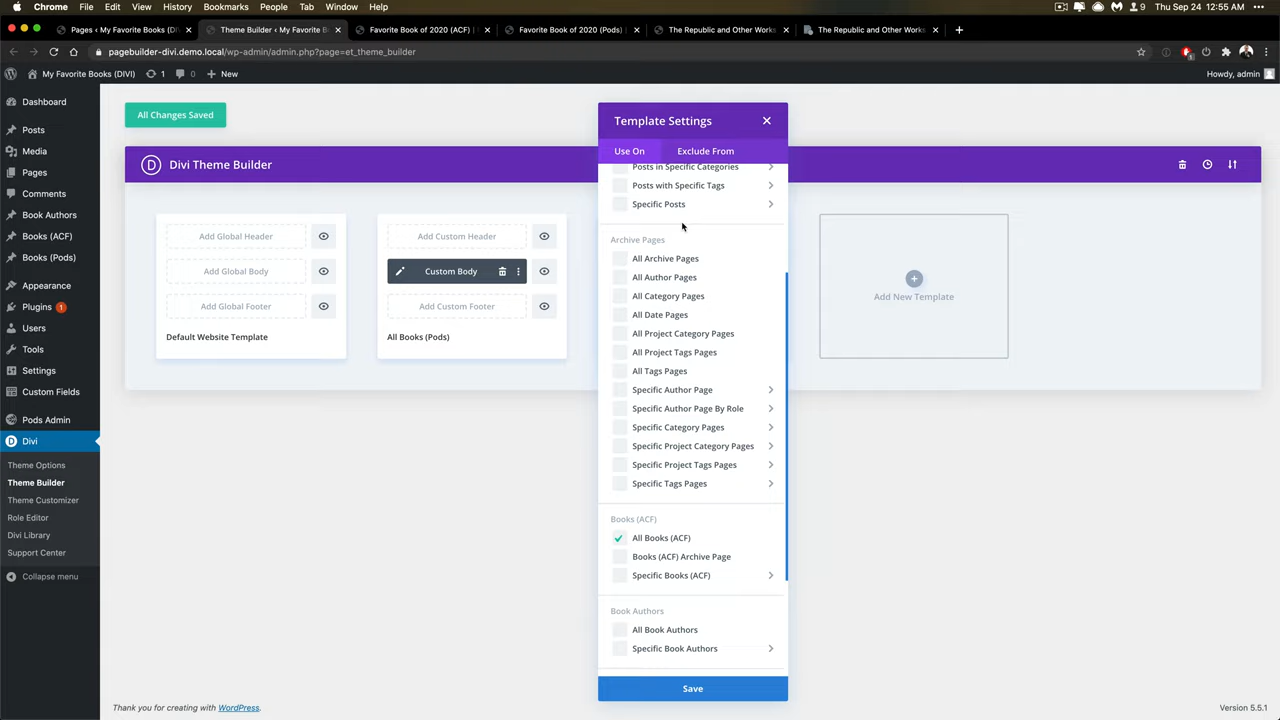 Chrome File Edit View History Bookmarks People Tab Window Help
9 Thu Sep 24 12:55 AM
Pages ‹ My Favorite Books (Di
Theme Builder ‹ My Favorite B
Favorite Book of 2020 (ACF) |
Favorite Book of 2020 (Pods) |
The Republic and Other Works
The Republic and Other Works
pagebuilder-divi.demo.local/wp-admin/admin.php?page=et_theme_builder
My Favorite Books (DIVI) 1 0 New
Howdy, admin
Dashboard
Posts
Media
Pages
Comments
Book Authors
Books (ACF)
Books (Pods)
Appearance
Plugins 1
Users
Tools
Settings
Custom Fields
Pods Admin
Divi
Theme Options
Theme Builder
Theme Customizer
Role Editor
Divi Library
Support Center
Collapse menu
All Changes Saved
D Divi Theme Builder
Add Global Header
Add Global Body
Add Global Footer
Default Website Template
Add Custom Header
Custom Body
Add Custom Footer
All Books (Pods)
Add New Template
Template Settings
Use On Exclude From
Posts in Specific Categories
Posts with Specific Tags
Specific Posts
Archive Pages
All Archive Pages
All Author Pages
All Category Pages
All Date Pages
All Project Category Pages
All Project Tags Pages
All Tags Pages
Specific Author Page
Specific Author Page By Role
Specific Category Pages
Specific Project Category Pages
Specific Project Tags Pages
Specific Tags Pages
Books (ACF)
All Books (ACF)
Books (ACF) Archive Page
Specific Books (ACF)
Book Authors
All Book Authors
Specific Book Authors
Save
Thank you for creating with WordPress.
Version 5.5.1